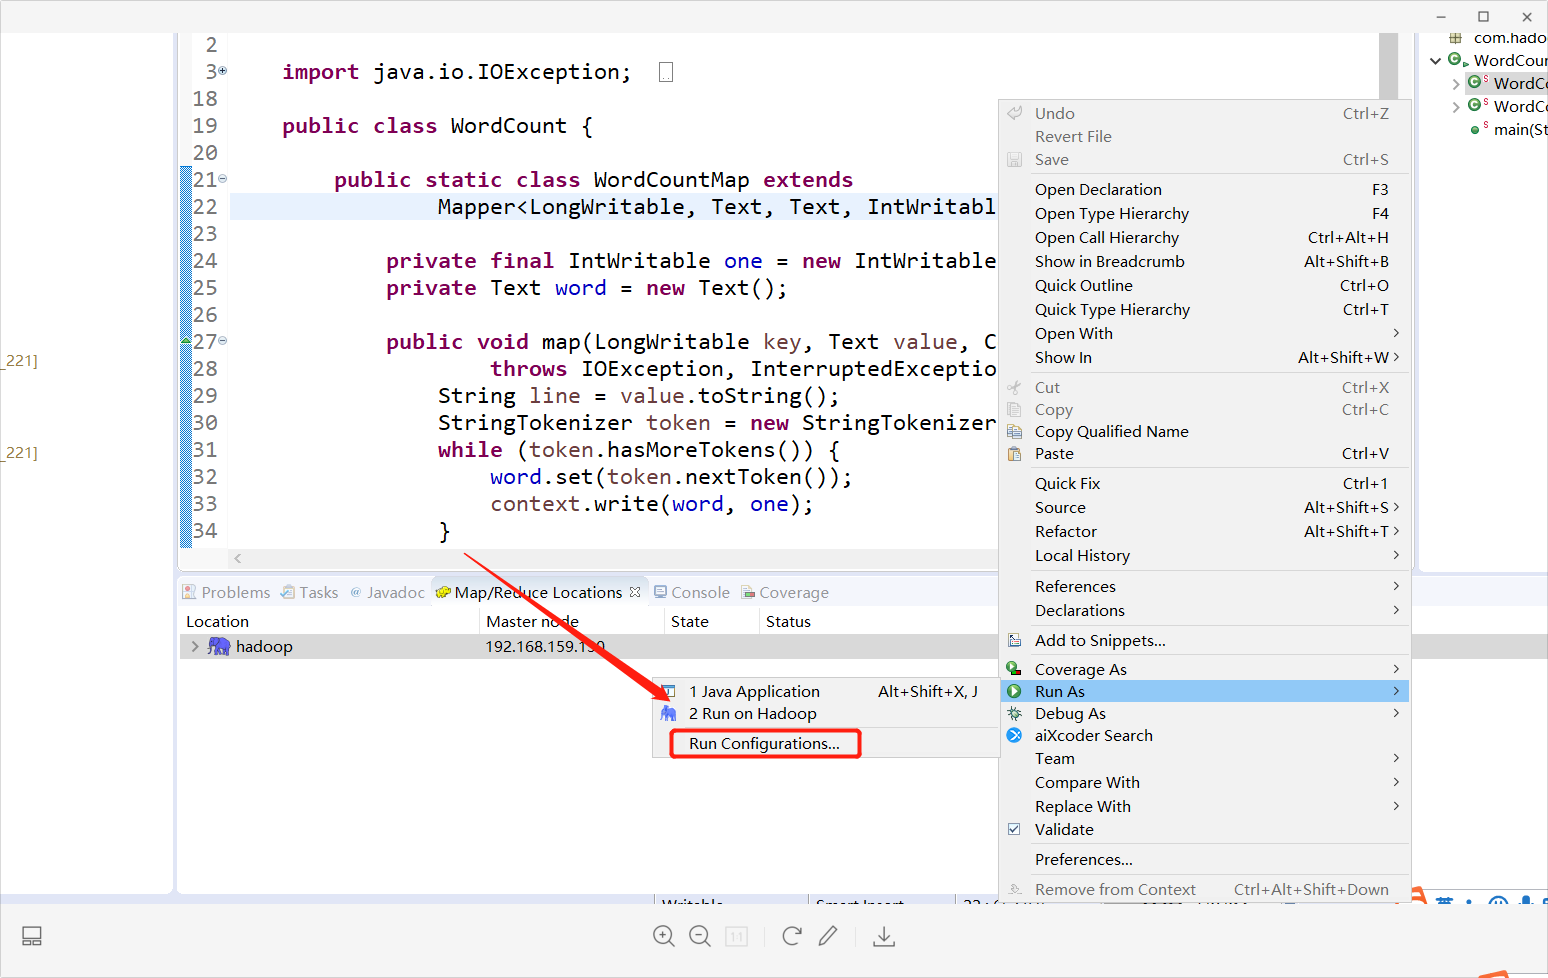 2
3 import java.io.IOException;
18
19 public class WordCount {
20
21 public static class WordCountMap extends
22 Mapper<LongWritable, Text, Text, IntWritabl
23
24 private final IntWritable one = new IntWritable
25 private Text word = new Text();
26
27 public void map(LongWritable key, Text value, C
28 throws IOException, InterruptedExceptio
29 String line = value.toString();
30 StringTokenizer token = new StringTokenizer
31 while (token.hasMoreTokens()) {
32 word.set(token.nextToken());
33 context.write(word, one);
34 }
_221]
_221]
com.hado
WordCour
WordCo
WordCo
main(St
Problems Tasks Javadoc Map/Reduce Locations Console Coverage
Location Master node State Status
hadoop 192.168.159.130
1 Java Application Alt+Shift+X, J
2 Run on Hadoop
Run Configurations...
Undo Ctrl+Z
Revert File
Save Ctrl+S
Open Declaration F3
Open Type Hierarchy F4
Open Call Hierarchy Ctrl+Alt+H
Show in Breadcrumb Alt+Shift+B
Quick Outline Ctrl+O
Quick Type Hierarchy Ctrl+T
Open With
Show In Alt+Shift+W
Cut Ctrl+X
Copy Ctrl+C
Copy Qualified Name
Paste Ctrl+V
Quick Fix Ctrl+1
Source Alt+Shift+S
Refactor Alt+Shift+T
Local History
References
Declarations
Add to Snippets...
Coverage As
Run As
Debug As
aiXcoder Search
Team
Compare With
Replace With
Validate
Preferences...
Remove from Context Ctrl+Alt+Shift+Down
Writable Smart Insert